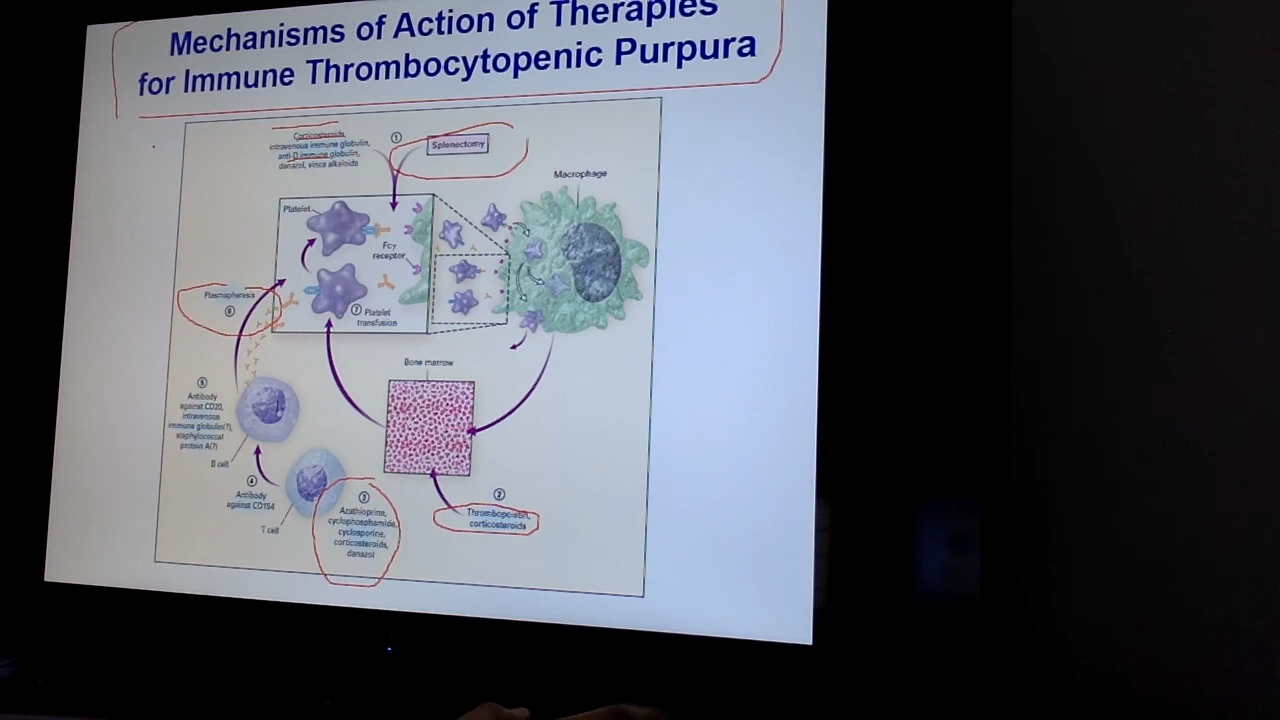 Mechanisms of Action of Therapies
for Immune Thrombocytopenic Purpura
Corticosteroids,
intravenous immune globulin,
anti-D immune globulin,
danazol, vinca alkaloids
1
Splenectomy
Macrophage
Platelet
Fcγ
receptor
7 Platelet
transfusion
Plasmapheresis
6
Bone marrow
5
Antibody
against CD20,
intravenous
immune globulin(?),
staphylococcal
protein A(?)
B cell
4
Antibody
against CD154
T cell
3
Azathioprine,
cyclophosphamide,
cyclosporine,
corticosteroids,
danazol
2
Thrombopoietin,
corticosteroids